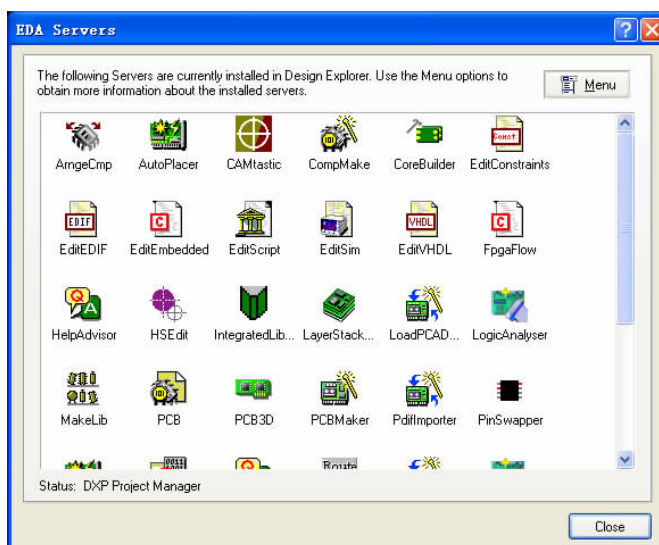 EDA Servers
The following Servers are currently installed in Design Explorer. Use the Menu options to
obtain more information about the installed servers.
Menu
ArngeCmp AutoPlacer CAMtastic CompMake CoreBuilder EditConstraints
EditEDIF EditEmbedded EditScript EditSim EditVHDL FpgaFlow
HelpAdvisor HSEdit IntegratedLib... LayerStack... LoadPCAD... LogicAnalyser
MakeLib PCB PCB3D PCBMaker PdifImporter PinSwapper
Route
Status: DXP Project Manager
Close